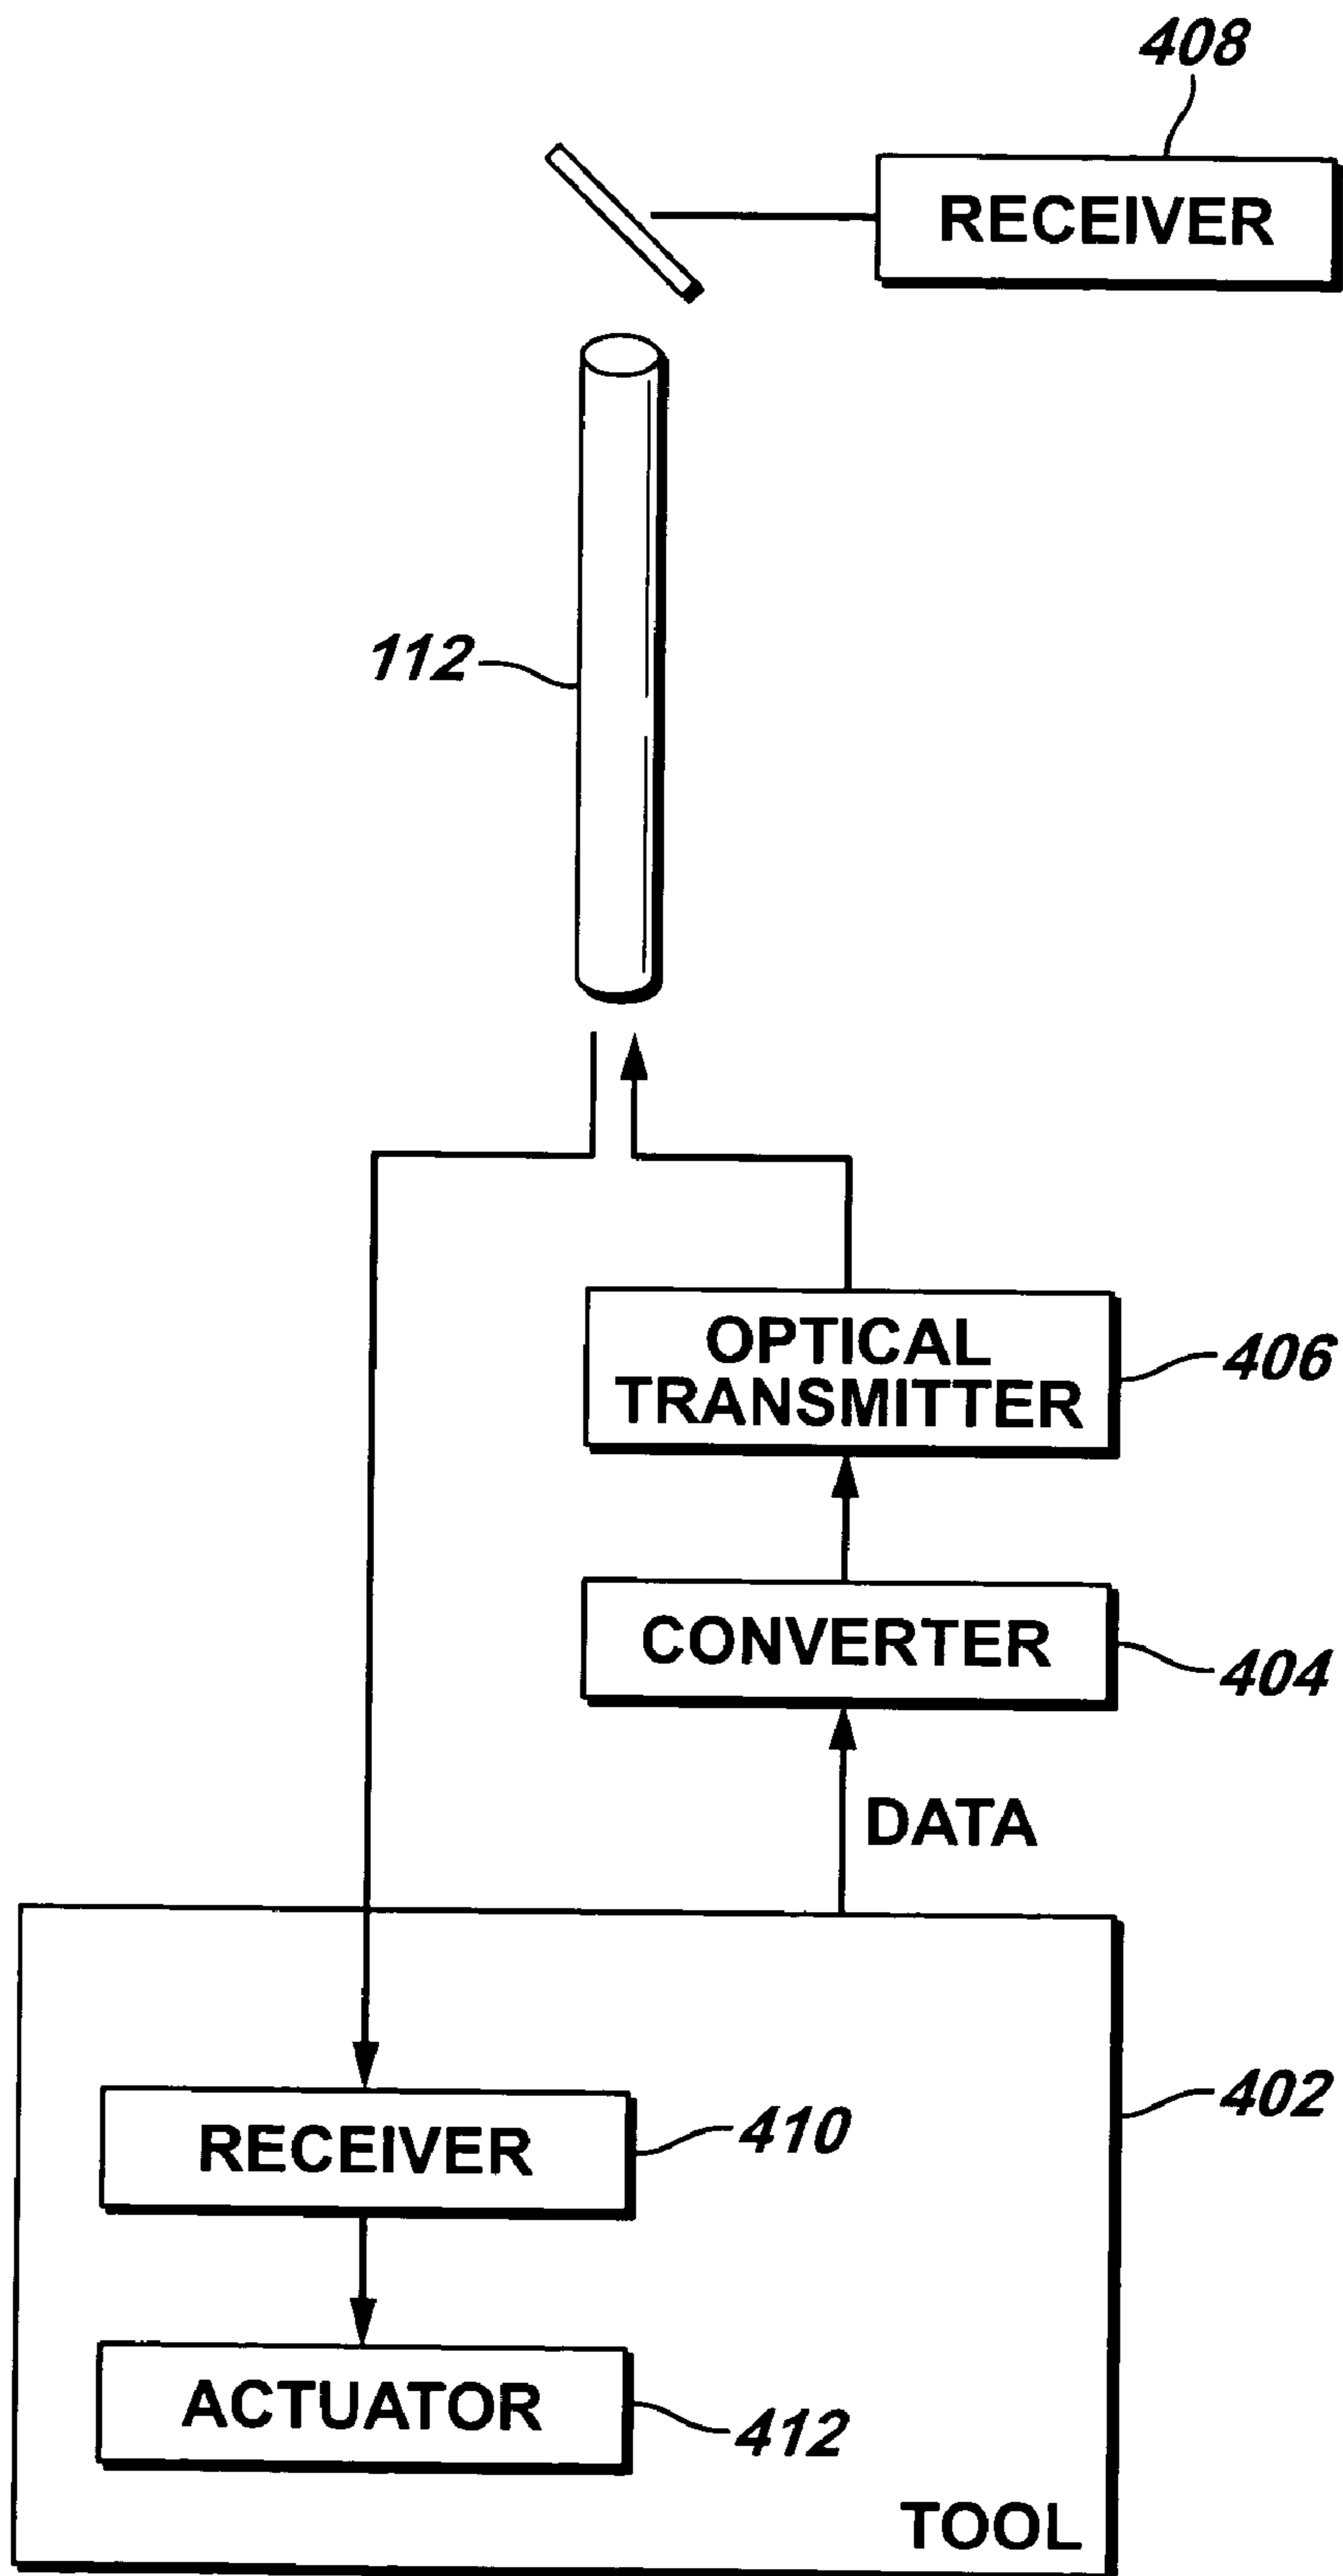 408
RECEIVER
112
OPTICAL
TRANSMITTER
406
CONVERTER
404
DATA
402
RECEIVER
410
ACTUATOR
412
TOOL